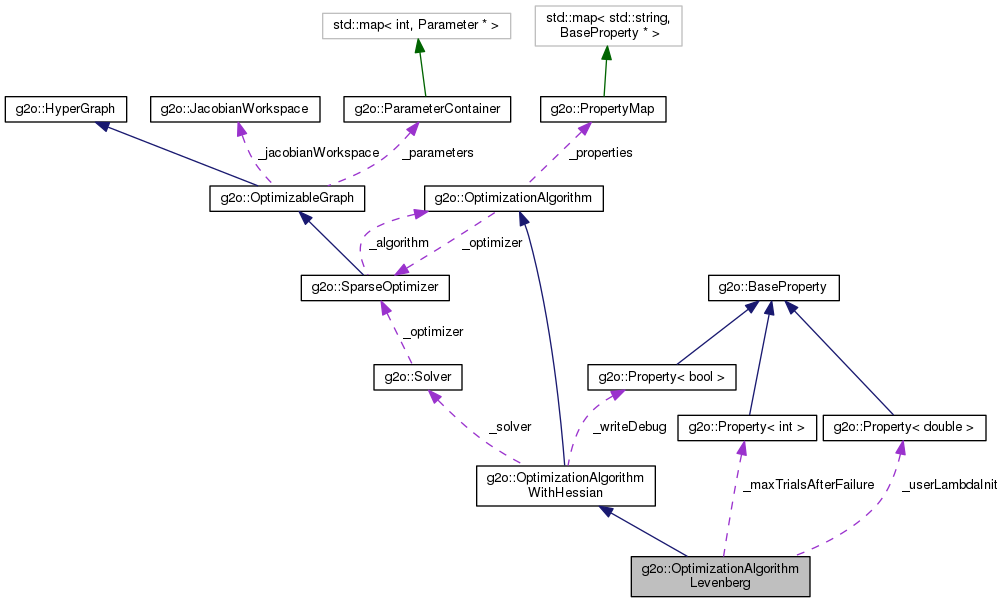 std::map< int, Parameter * >
std::map< std::string,
BaseProperty * >
g2o::HyperGraph
g2o::JacobianWorkspace
g2o::ParameterContainer
g2o::PropertyMap
_jacobianWorkspace
_parameters
_properties
g2o::OptimizableGraph
g2o::OptimizationAlgorithm
_algorithm
_optimizer
g2o::SparseOptimizer
g2o::BaseProperty
_optimizer
g2o::Solver
g2o::Property< bool >
_solver
_writeDebug
g2o::Property< int >
g2o::Property< double >
g2o::OptimizationAlgorithm
WithHessian
_maxTrialsAfterFailure
_userLambdaInit
g2o::OptimizationAlgorithm
Levenberg